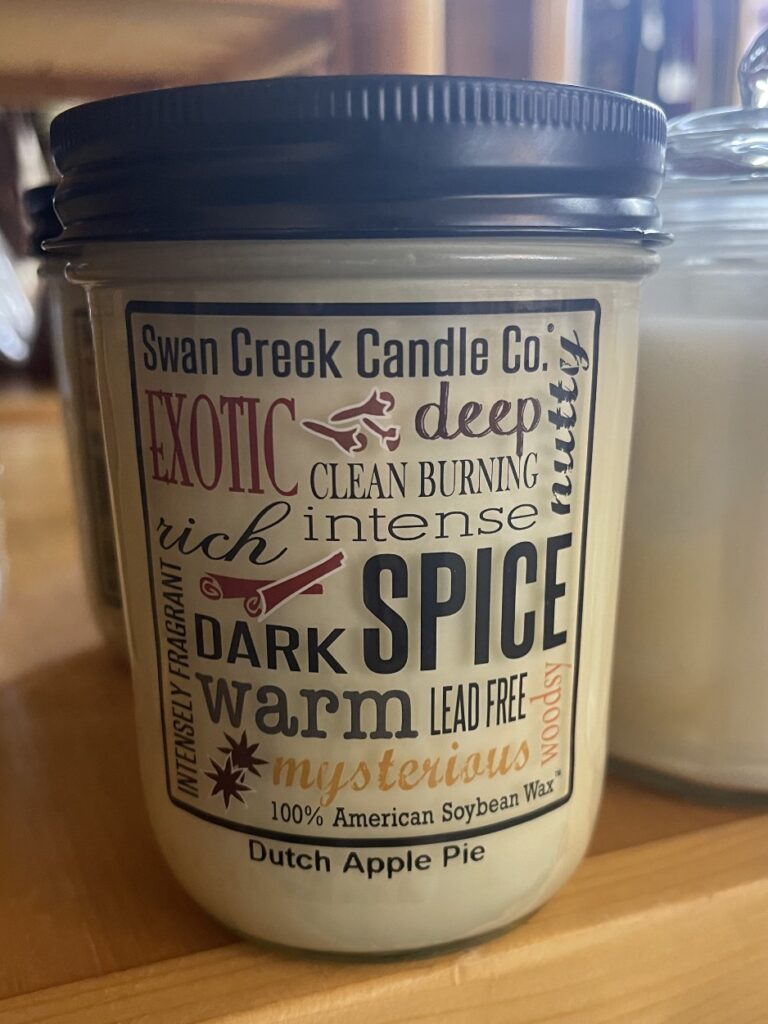 Swan Creek Candle Co.
nutty
EXOTIC
deep
CLEAN BURNING
rich
intense
INTENSELY FRAGRANT
DARK
SPICE
warm
LEAD FREE
woodsy
mysterious
100% American Soybean Wax™
Dutch Apple Pie